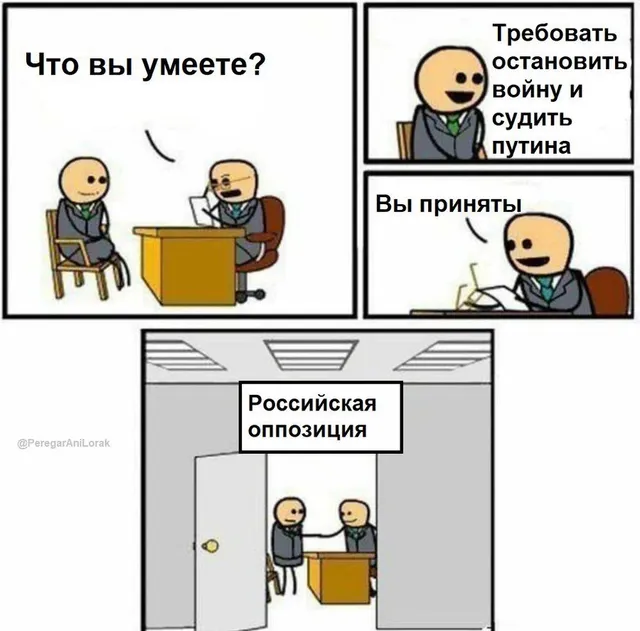 Что вы умеете?
Требовать
остановить
войну и
судить
путина
Вы приняты
Российская
оппозиция
@PeregarAniLorak